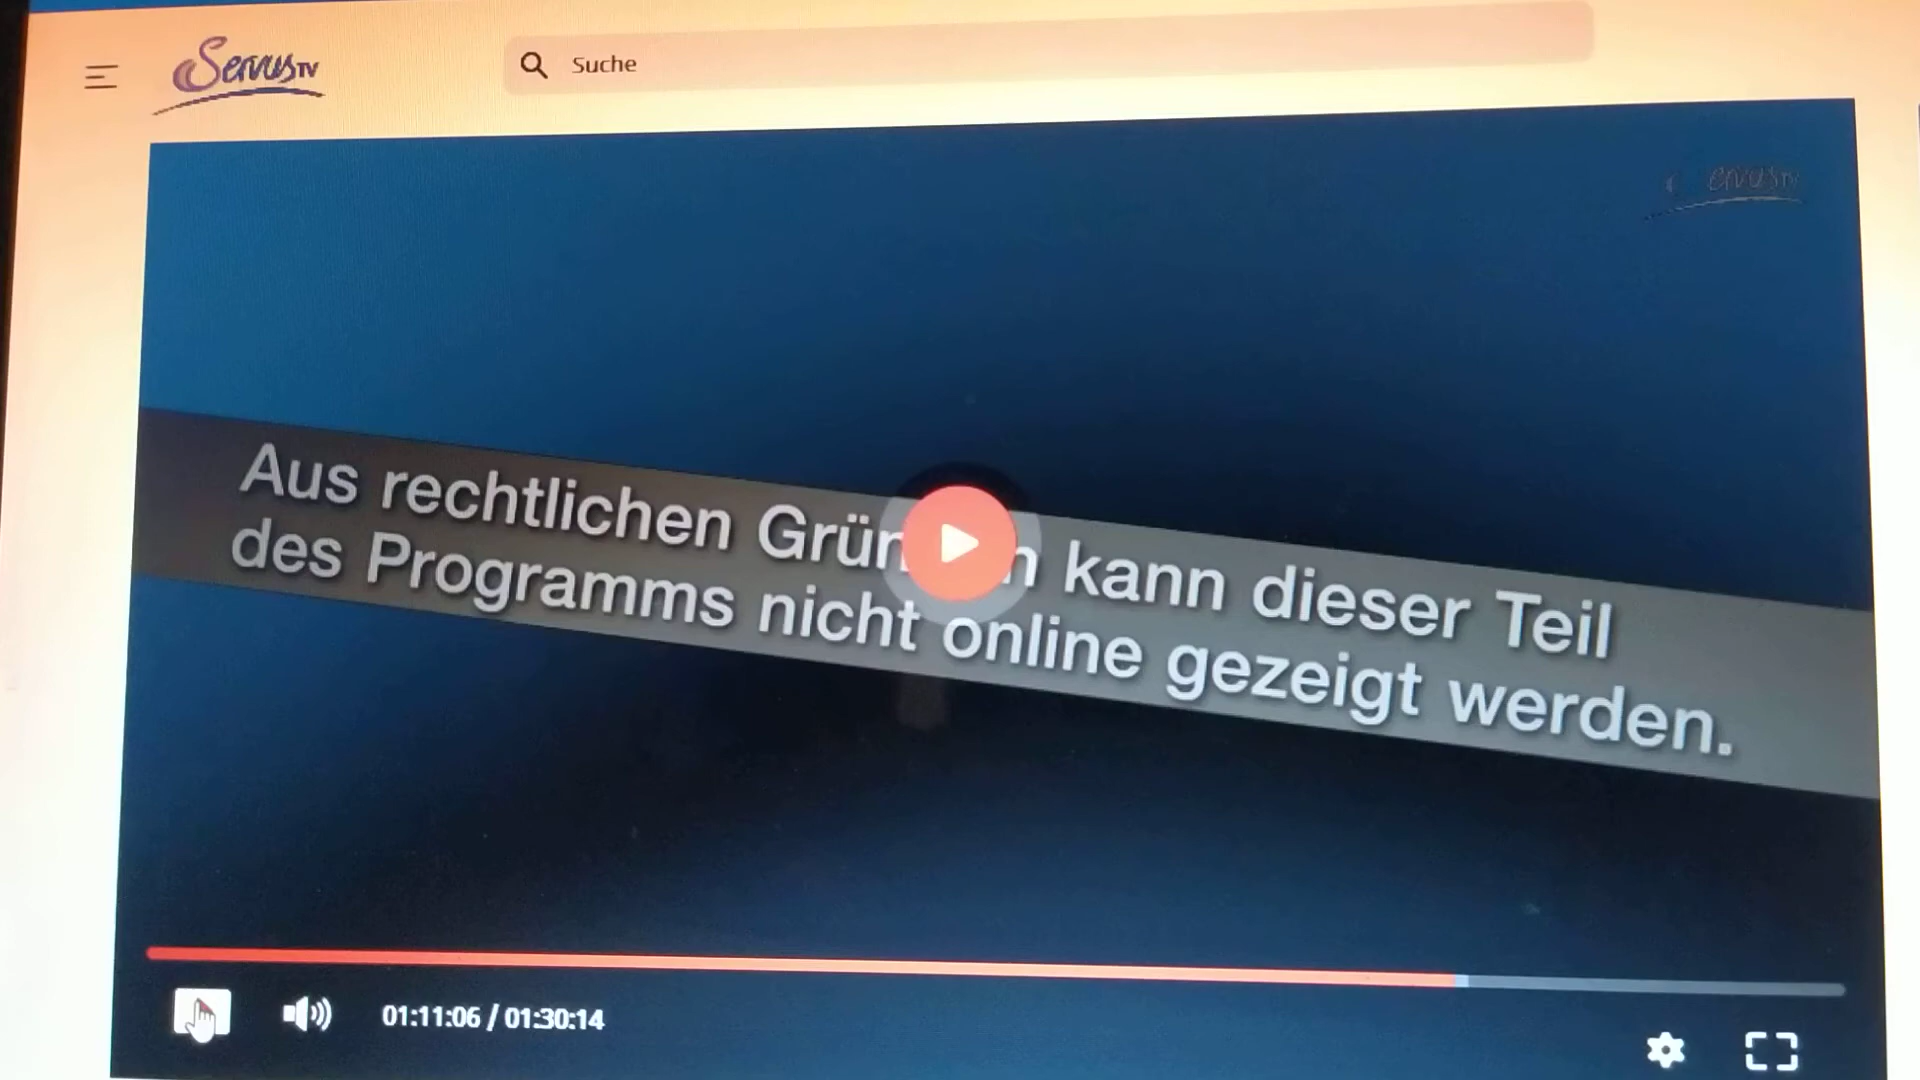 ServusTV
Suche
ervusTV
Aus rechtlichen Grün n kann dieser Teil
des Programms nicht online gezeigt werden.
01:11:06 / 01:30:14